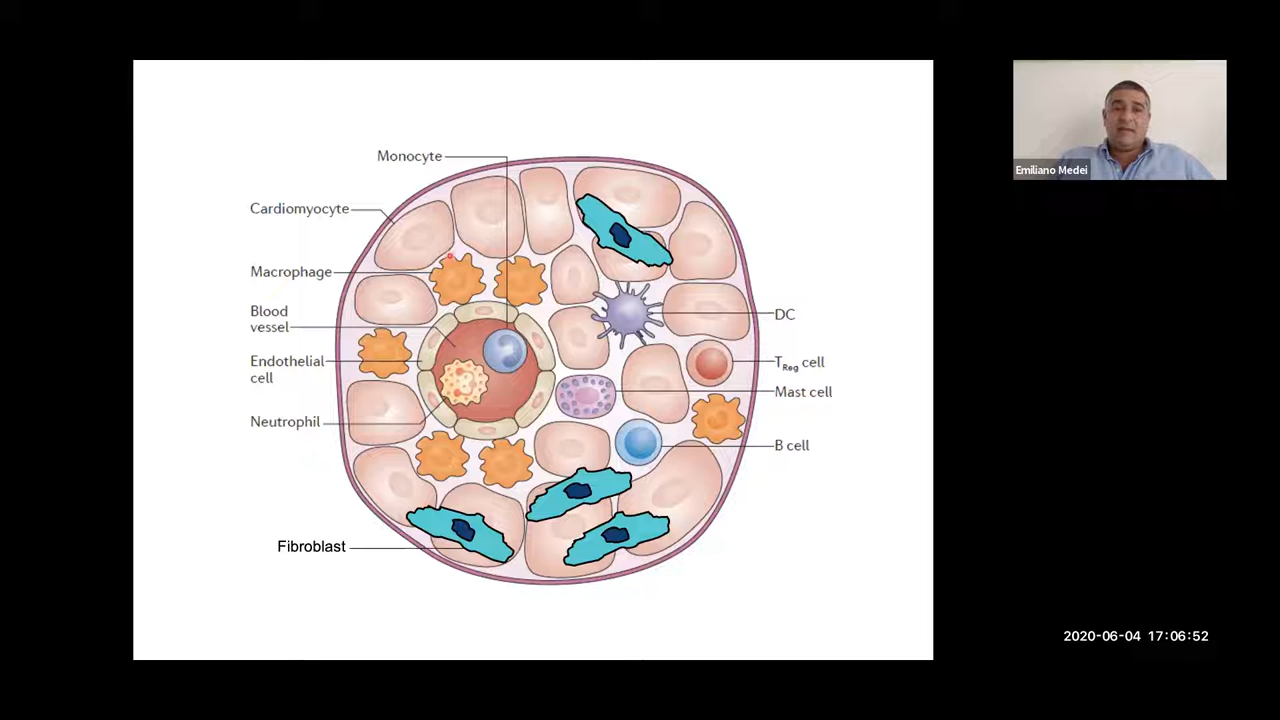 Monocyte
Cardiomyocyte
Macrophage
Blood
vessel
Endothelial
cell
Neutrophil
Fibroblast
DC
TReg cell
Mast cell
B cell
Emiliano Medei
2020-06-04 17:06:52